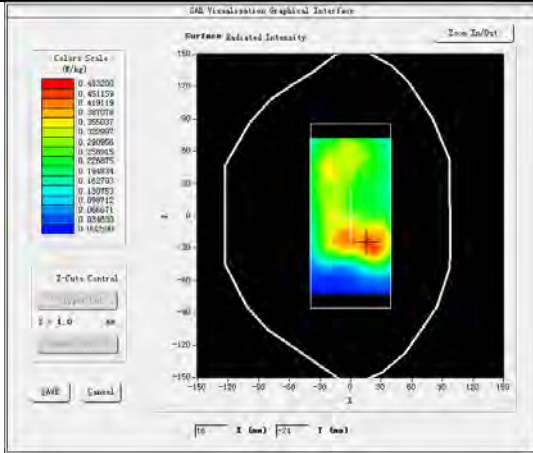 SAR Visualisation Graphical Interface
Surface Radiated Intensity
Zoom In/Out
Colors Scale
(W/kg)
0.483200
0.451159
0.419119
0.387078
0.355037
0.322997
0.290956
0.258915
0.226875
0.194834
0.162793
0.130753
0.098712
0.066671
0.034630
0.002590
150
120
90
60
30
0
-30
-60
-90
-120
-150
Y
-150 -120 -90 -60 -30 0 30 60 90 120 150
X
Z-Cuts Control
Z = 1.0 mm
SAVE
Cancel
16 X (mm) -24 Y (mm)